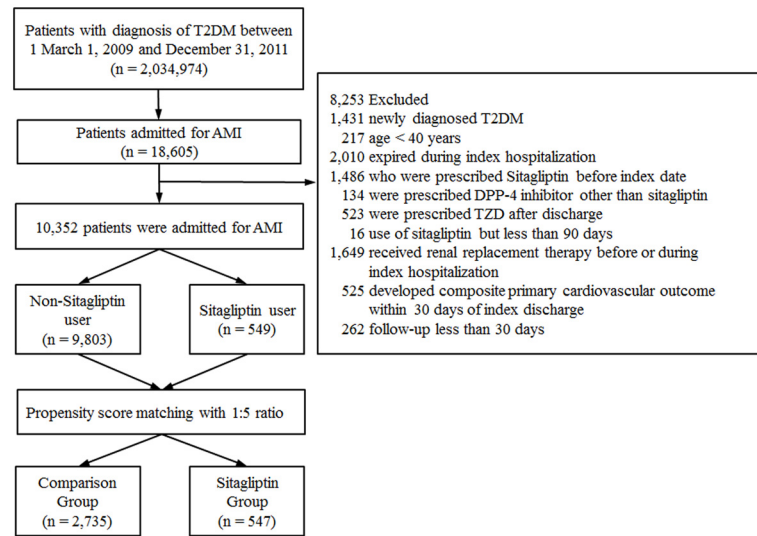 Patients with diagnosis of T2DM between
1 March 1, 2009 and December 31, 2011
(n = 2,034,974)
Patients admitted for AMI
(n = 18,605)
8,253 Excluded
1,431 newly diagnosed T2DM
217 age < 40 years
2,010 expired during index hospitalization
1,486 who were prescribed Sitagliptin before index date
134 were prescribed DPP-4 inhibitor other than sitagliptin
523 were prescribed TZD after discharge
16 use of sitagliptin but less than 90 days
1,649 received renal replacement therapy before or during
index hospitalization
525 developed composite primary cardiovascular outcome
within 30 days of index discharge
262 follow-up less than 30 days
10,352 patients were admitted for AMI
Non-Sitagliptin
user
(n = 9,803)
Sitagliptin user
(n = 549)
Propensity score matching with 1:5 ratio
Comparison
Group
(n = 2,735)
Sitagliptin
Group
(n = 547)